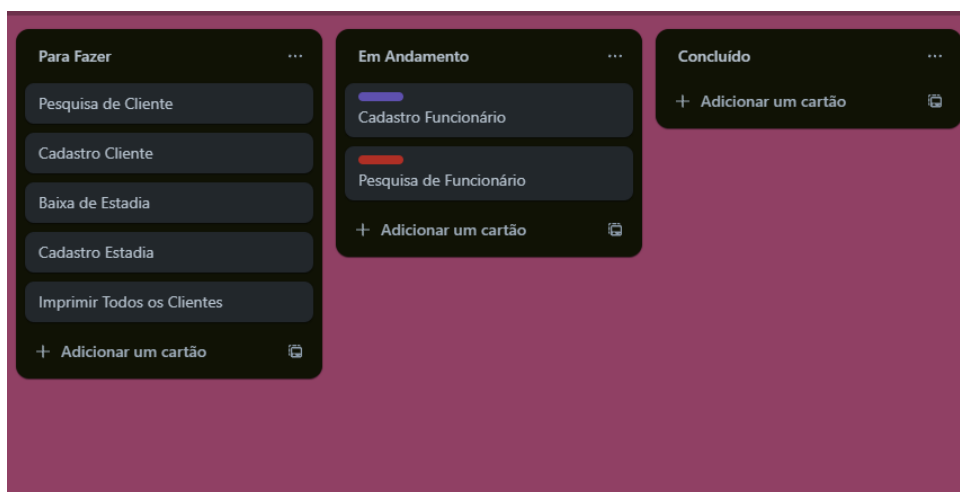 Para Fazer
Pesquisa de Cliente
Cadastro Cliente
Baixa de Estadia
Cadastro Estadia
Imprimir Todos os Clientes
+ Adicionar um cartão
Em Andamento
Cadastro Funcionário
Pesquisa de Funcionário
+ Adicionar um cartão
Concluído
+ Adicionar um cartão